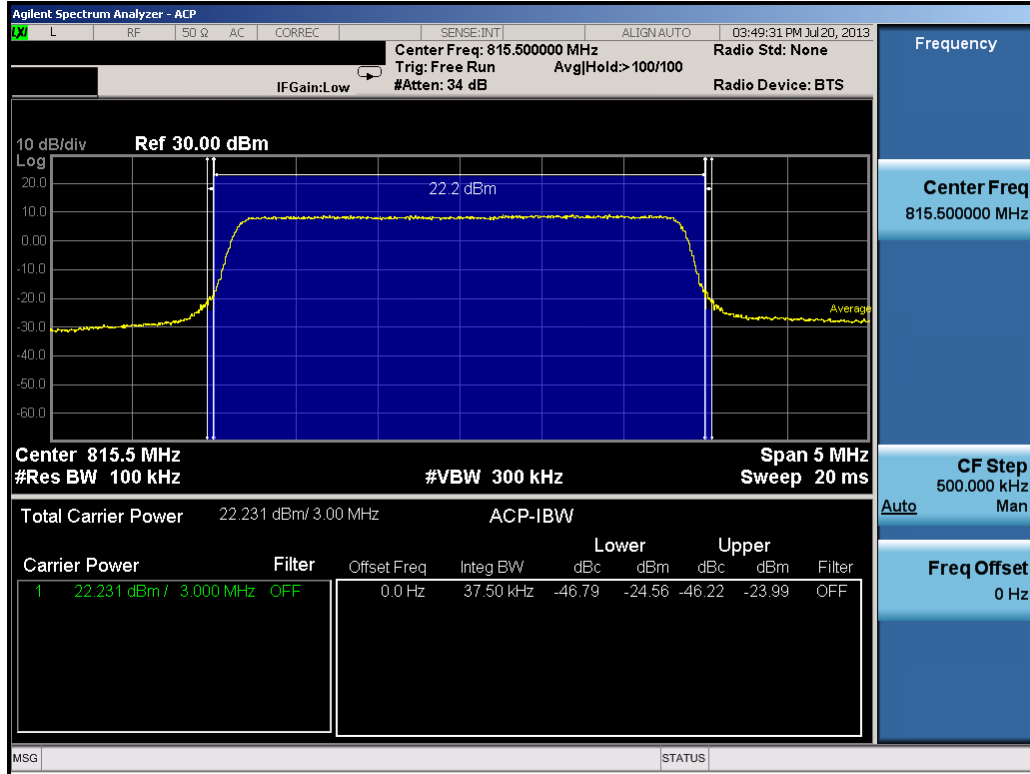 Agilent Spectrum Analyzer - ACP
LXI L RF 50 Ω AC CORREC SENSE:INT ALIGN AUTO 03:49:31 PM Jul 20, 2013
Center Freq: 815.500000 MHz Radio Std: None
Trig: Free Run Avg|Hold:>100/100
IFGain:Low #Atten: 34 dB Radio Device: BTS
10 dB/div Ref 30.00 dBm
Log
20.0
22.2 dBm
10.0
0.00
-10.0
-20.0
Average
-30.0
-40.0
-50.0
-60.0
Center 815.5 MHz Span 5 MHz
#Res BW 100 kHz #VBW 300 kHz Sweep 20 ms
Total Carrier Power 22.231 dBm/ 3.00 MHz ACP-IBW
Lower Upper
Carrier Power Filter Offset Freq Integ BW dBc dBm dBc dBm Filter
1 22.231 dBm / 3.000 MHz OFF 0.0 Hz 37.50 kHz -46.79 -24.56 -46.22 -23.99 OFF
MSG STATUS
Frequency
Center Freq
815.500000 MHz
CF Step
500.000 kHz
Auto Man
Freq Offset
0 Hz